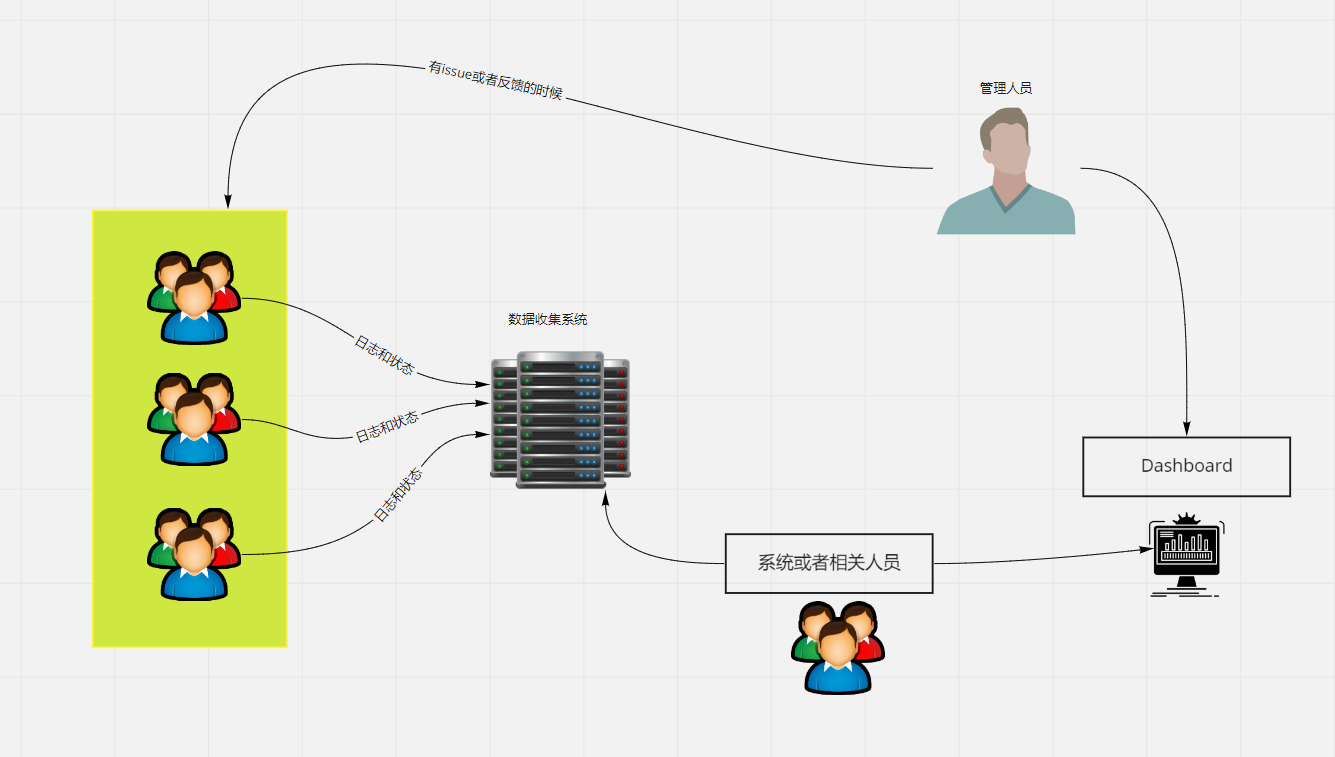 有issue或者反馈的时候
管理人员
数据收集系统
日志和状态
日志和状态
日志和状态
Dashboard
系统或者相关人员